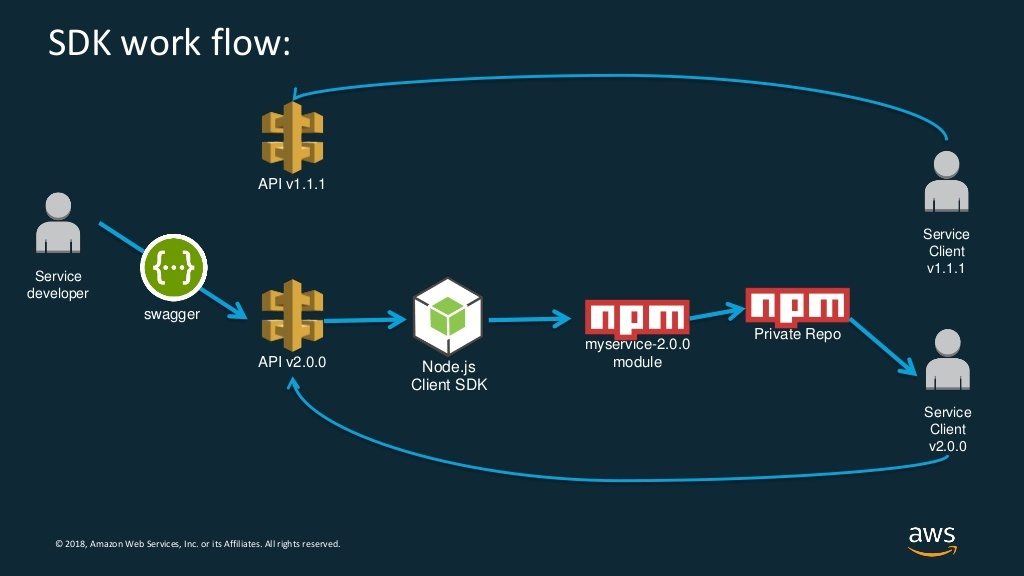 SDK work flow:
API v1.1.1
Service
Client
v1.1.1
Service
developer
{...}
swagger
API v2.0.0
Node.js
Client SDK
npm
myservice-2.0.0
module
npm
Private Repo
Service
Client
v2.0.0
© 2018, Amazon Web Services, Inc. or its Affiliates. All rights reserved.
aws